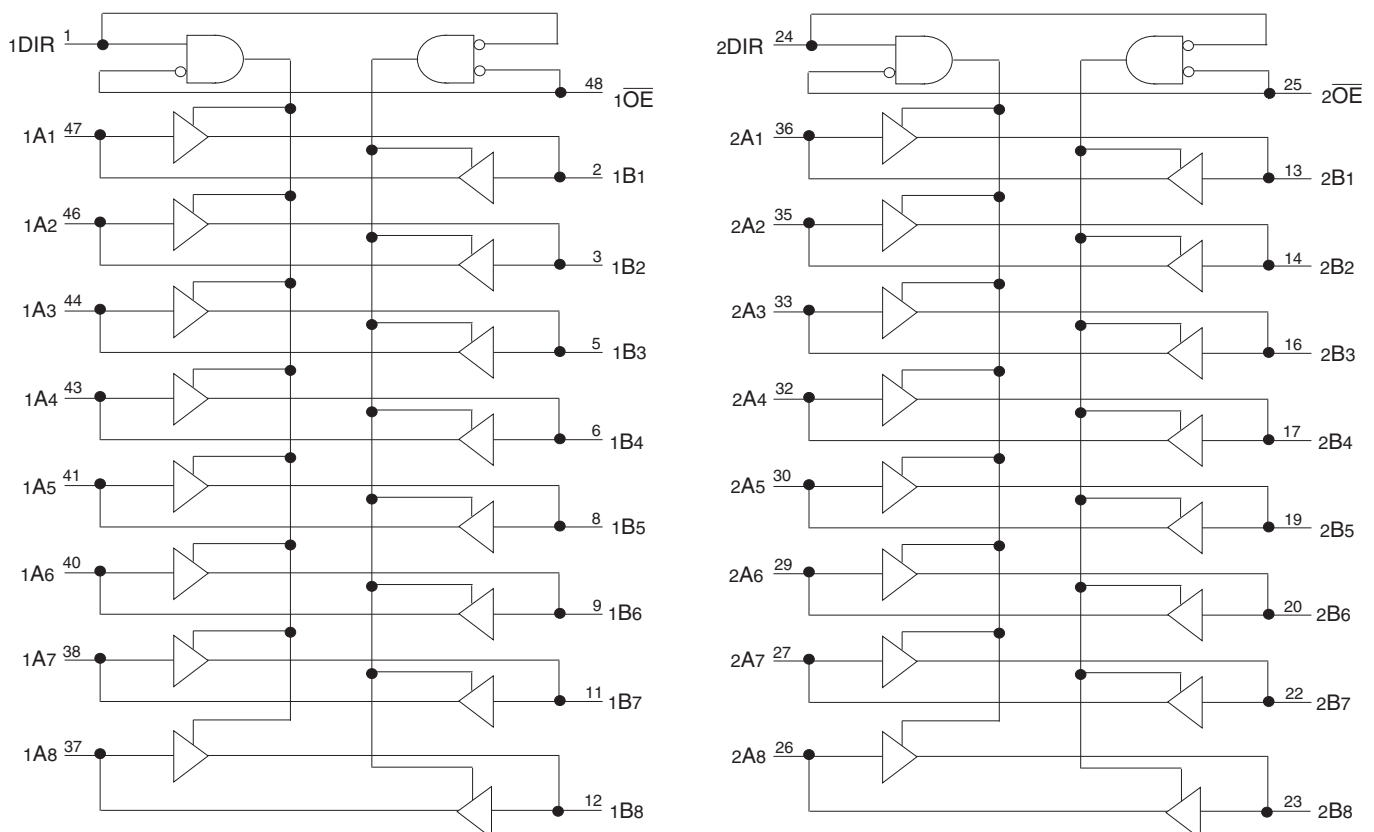 1DIR 1
48 1OE
1A1 47
2 1B1
1A2 46
3 1B2
1A3 44
5 1B3
1A4 43
6 1B4
1A5 41
8 1B5
1A6 40
9 1B6
1A7 38
11 1B7
1A8 37
12 1B8
2DIR 24
25 2OE
2A1 36
13 2B1
2A2 35
14 2B2
2A3 33
16 2B3
2A4 32
17 2B4
2A5 30
19 2B5
2A6 29
20 2B6
2A7 27
22 2B7
2A8 26
23 2B8